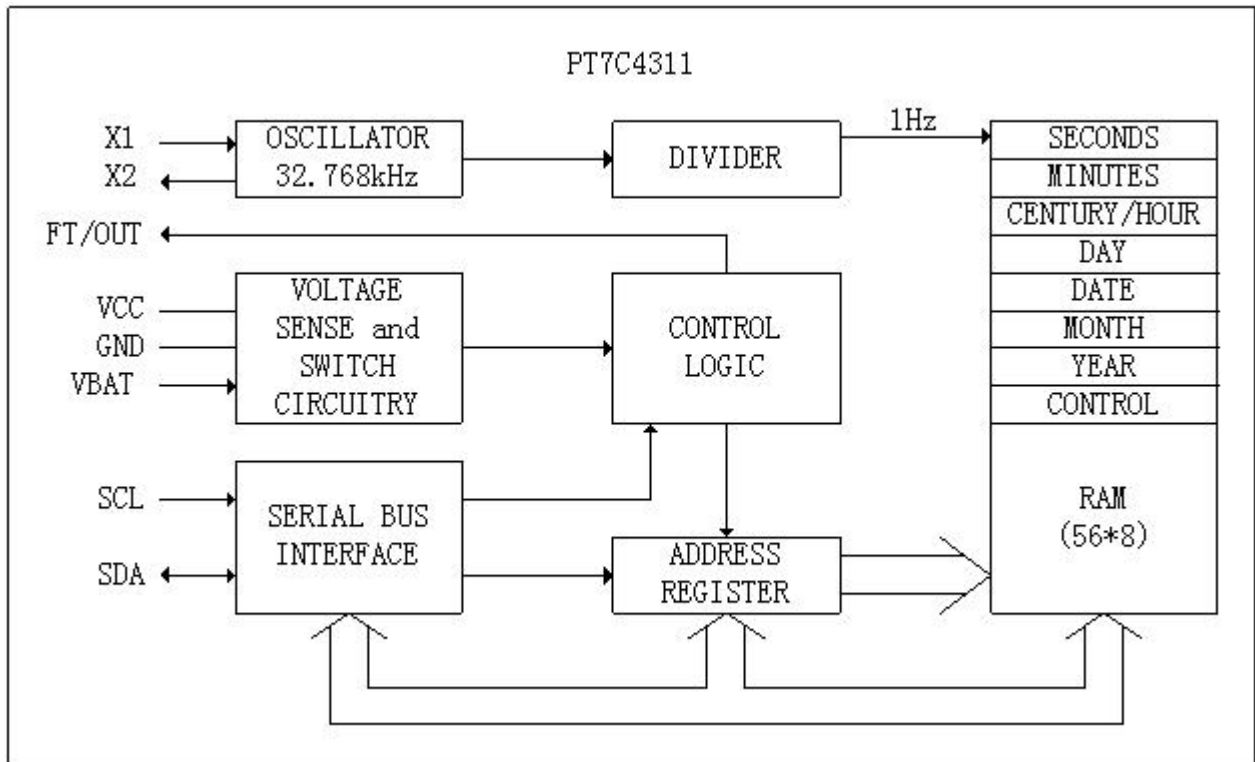 PT7C4311
X1
X2
OSCILLATOR
32.768kHz
DIVIDER
1Hz
SECONDS
MINUTES
CENTURY/HOUR
DAY
DATE
MONTH
YEAR
CONTROL
RAM
(56*8)
FT/OUT
VCC
GND
VBAT
VOLTAGE
SENSE and
SWITCH
CIRCUITRY
CONTROL
LOGIC
SCL
SDA
SERIAL BUS
INTERFACE
ADDRESS
REGISTER